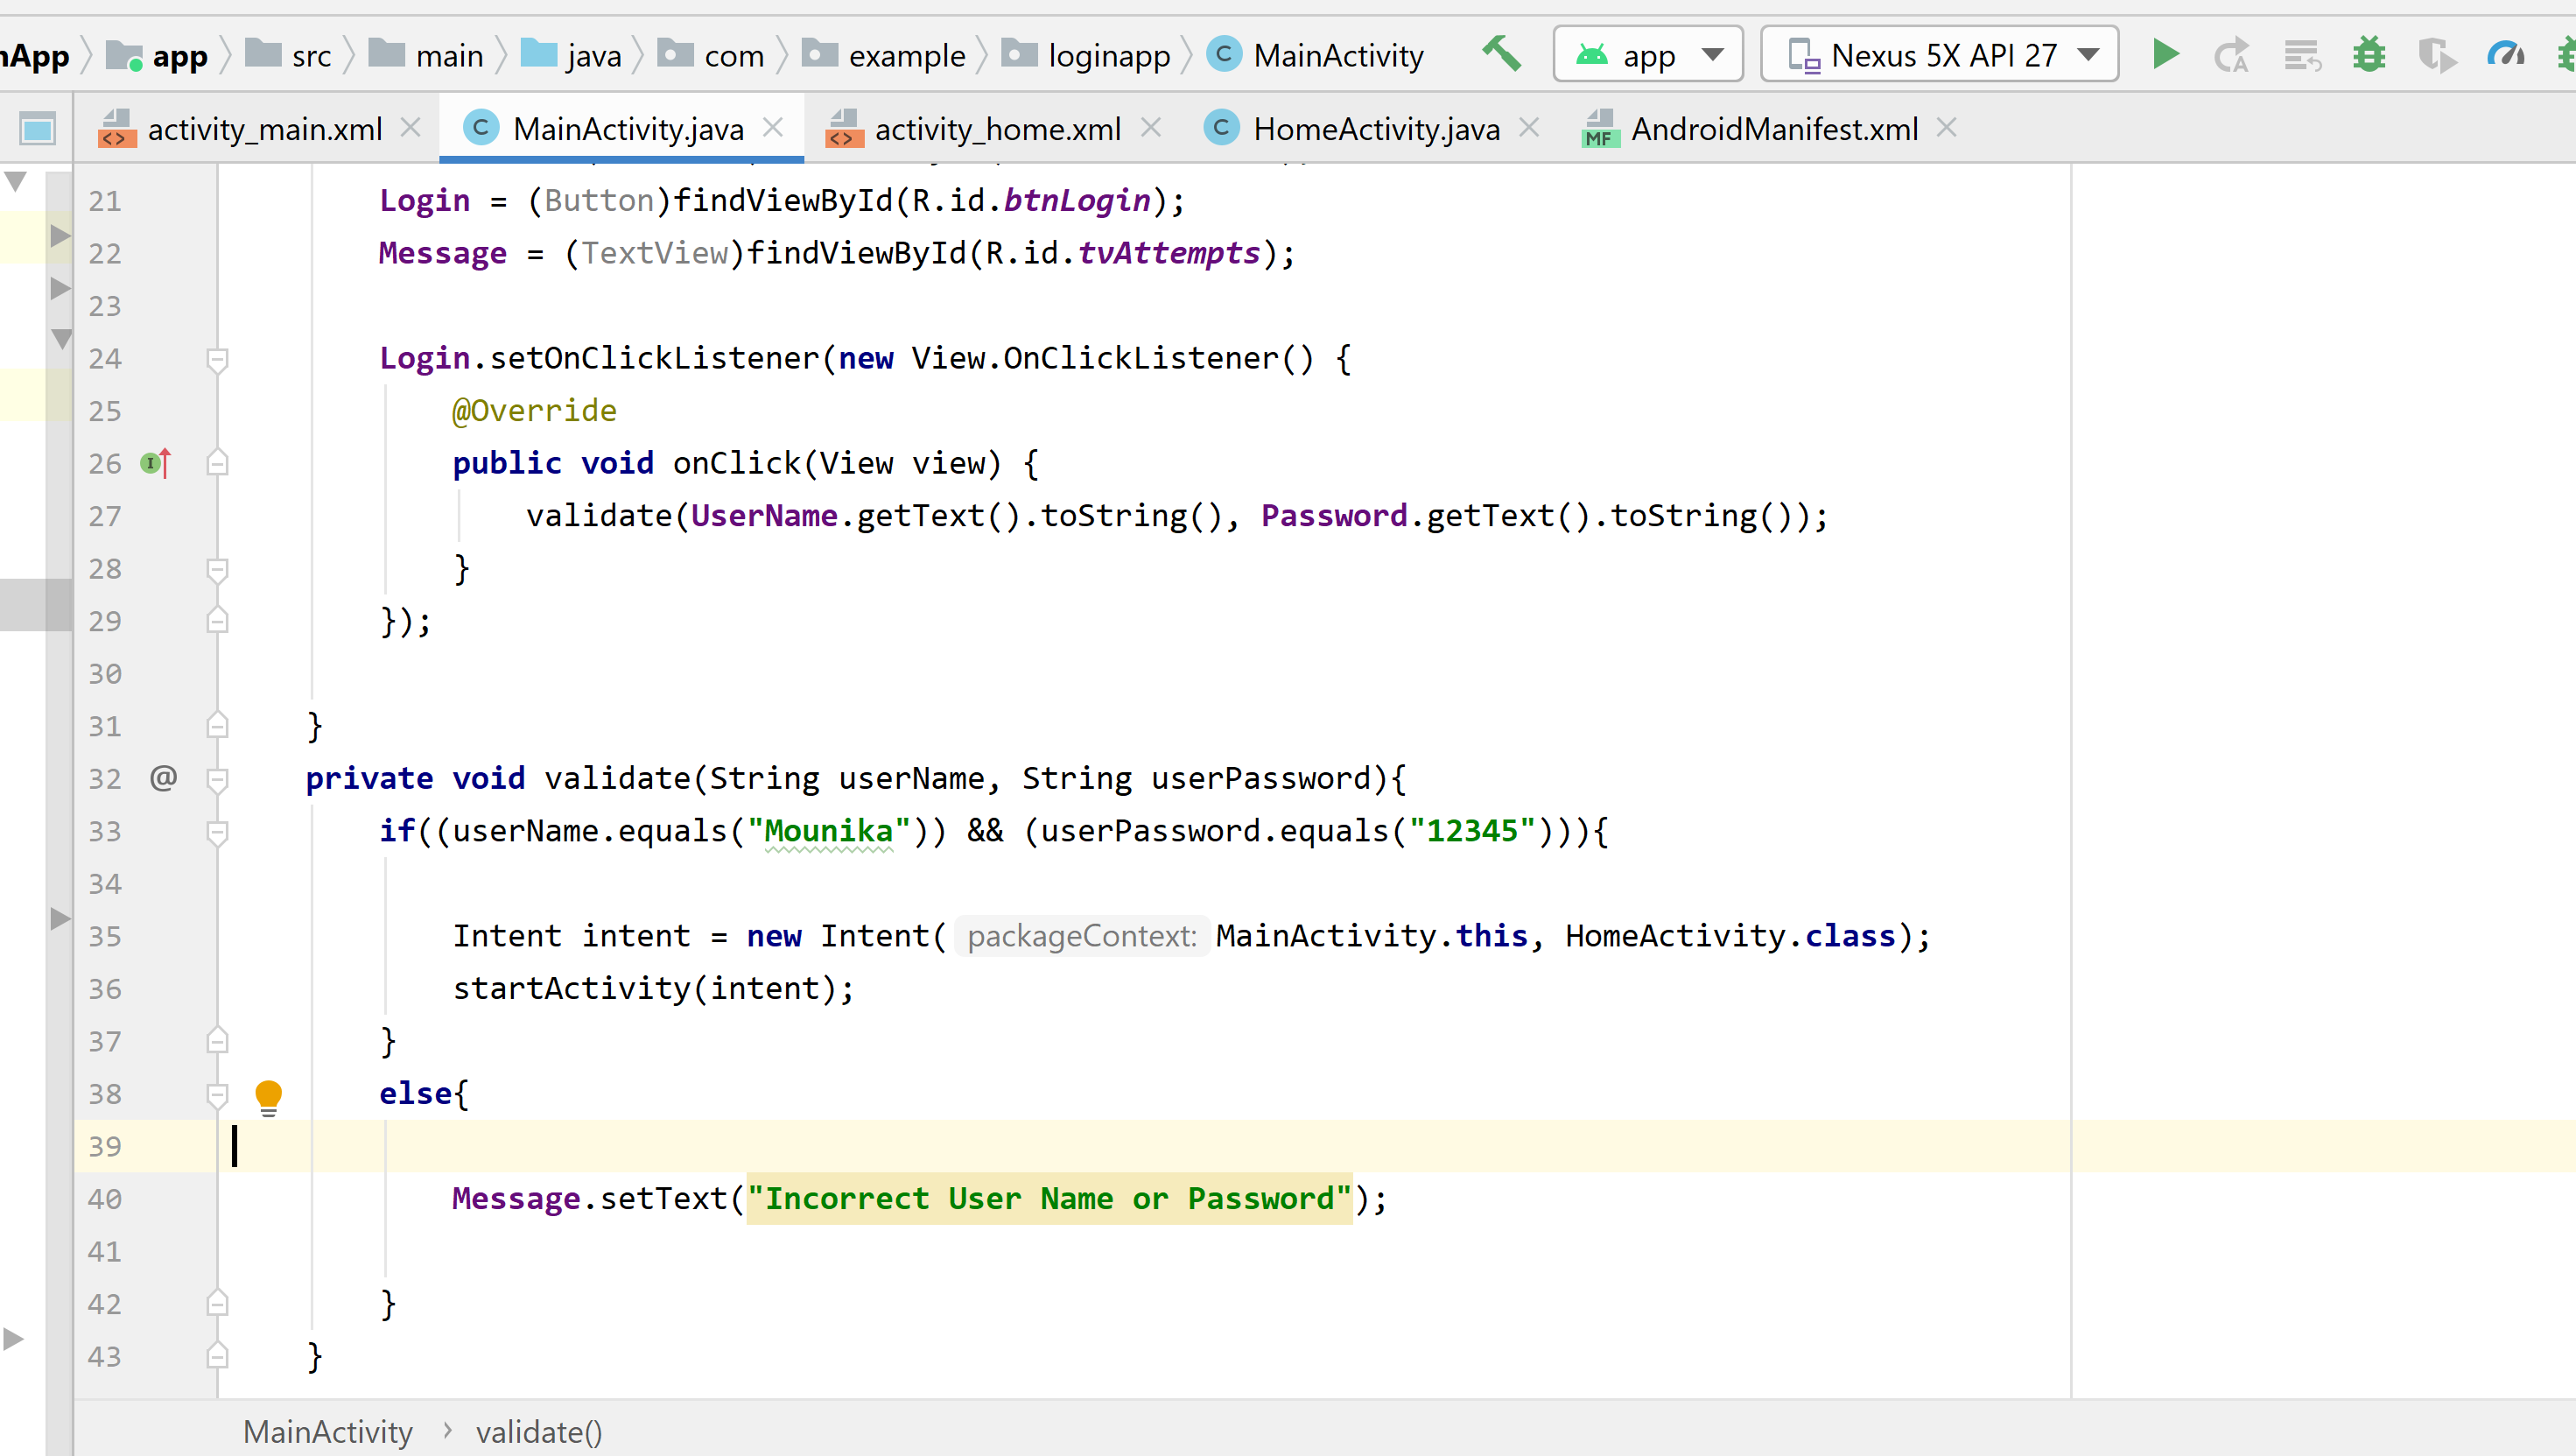 nApp app src main java com example loginapp C MainActivity app Nexus 5X API 27
activity_main.xml C MainActivity.java activity_home.xml C HomeActivity.java MF AndroidManifest.xml
21 Login = (Button)findViewById(R.id.btnLogin);
22 Message = (TextView)findViewById(R.id.tvAttempts);
23
24 Login.setOnClickListener(new View.OnClickListener() {
25 @Override
26 public void onClick(View view) {
27 validate(UserName.getText().toString(), Password.getText().toString());
28 }
29 });
30
31 }
32 @ private void validate(String userName, String userPassword){
33 if((userName.equals("Mounika")) && (userPassword.equals("12345"))){
34
35 Intent intent = new Intent( packageContext: MainActivity.this, HomeActivity.class);
36 startActivity(intent);
37 }
38 else{
39
40 Message.setText("Incorrect User Name or Password");
41
42 }
43 }
MainActivity › validate()